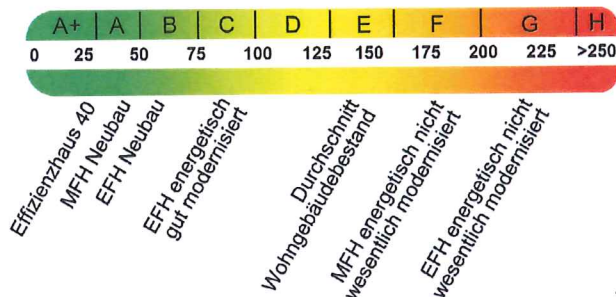 A+ A B C D E F G H
0 25 50 75 100 125 150 175 200 225 >250
Effizienzhaus 40
MFH Neubau
EFH Neubau
EFH energetisch
gut modernisiert
Durchschnitt
Wohngebäudebestand
MFH energetisch nicht
wesentlich modernisiert
EFH energetisch nicht
wesentlich modernisiert